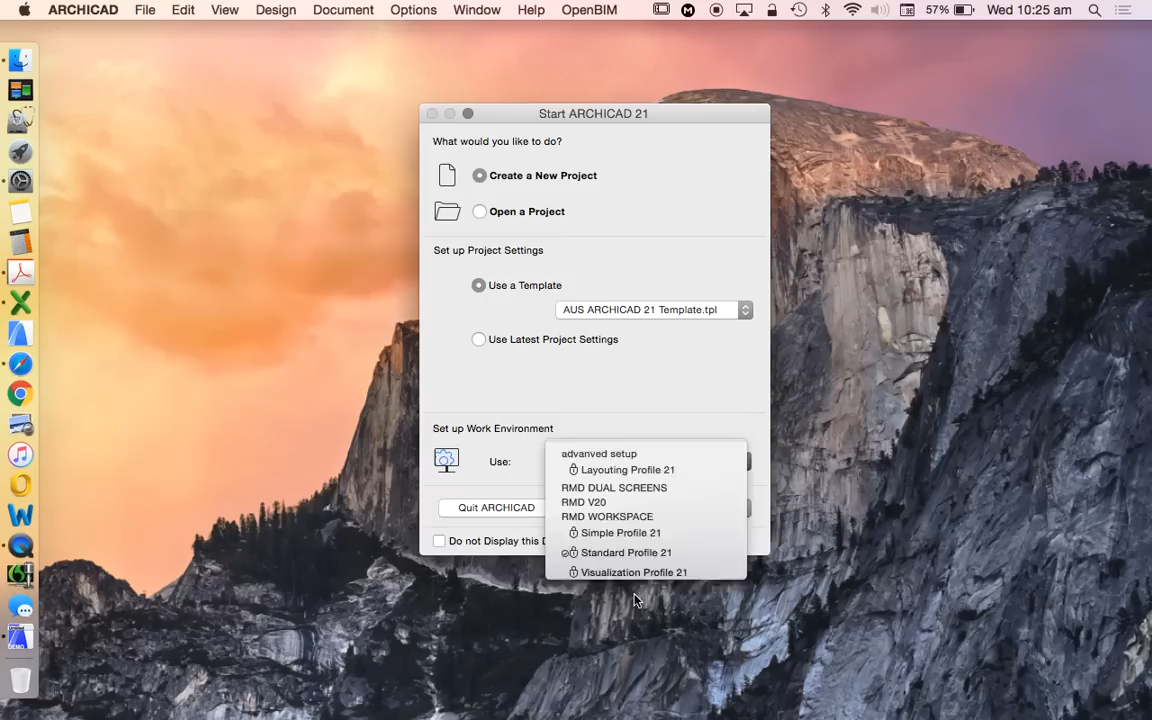 ARCHICAD File Edit View Design Document Options Window Help OpenBIM 57% Wed 10:25 am
Start ARCHICAD 21
What would you like to do?
Create a New Project
Open a Project
Set up Project Settings
Use a Template
AUS ARCHICAD 21 Template.tpl
Use Latest Project Settings
Set up Work Environment
Use:
advanved setup
Layouting Profile 21
RMD DUAL SCREENS
RMD V20
RMD WORKSPACE
Simple Profile 21
Standard Profile 21
Visualization Profile 21
Quit ARCHICAD
Do not Display this D